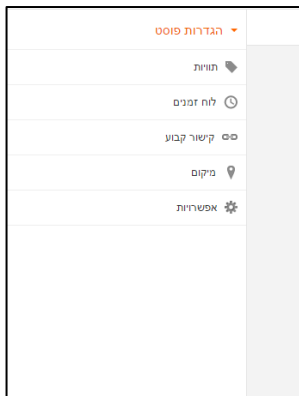 הגדרות פוסט
תוויות
לוח זמנים
קישור קבוע
מיקום
אפשרויות